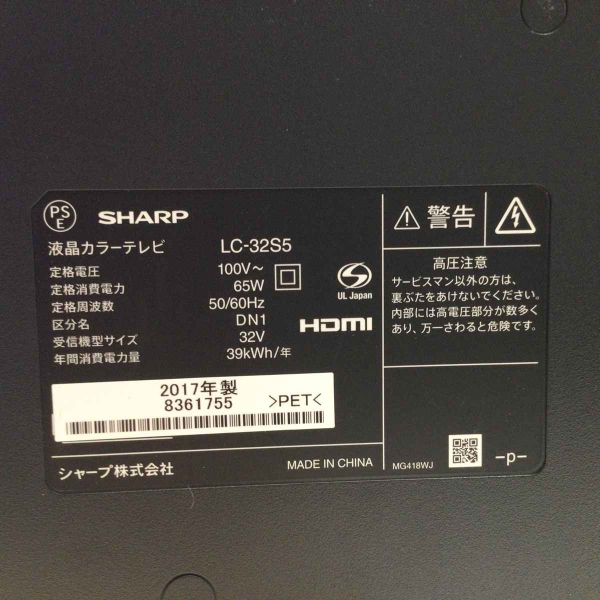 PS
E
SHARP
液晶カラーテレビ LC-32S5
定格電圧 100V～
定格消費電力 65W
定格周波数 50/60Hz
区分名 DN1
受信機型サイズ 32V
年間消費電力量 39kWh/年
UL Japan
HDMI
2017年製
8361755
>PET<
シャープ株式会社
MADE IN CHINA
警告
高圧注意
サービスマン以外の方は、
裏ぶたをあけないでください。
内部には高電圧部分が数多く
あり、万一さわると危険です。
MG418WJ
-p-